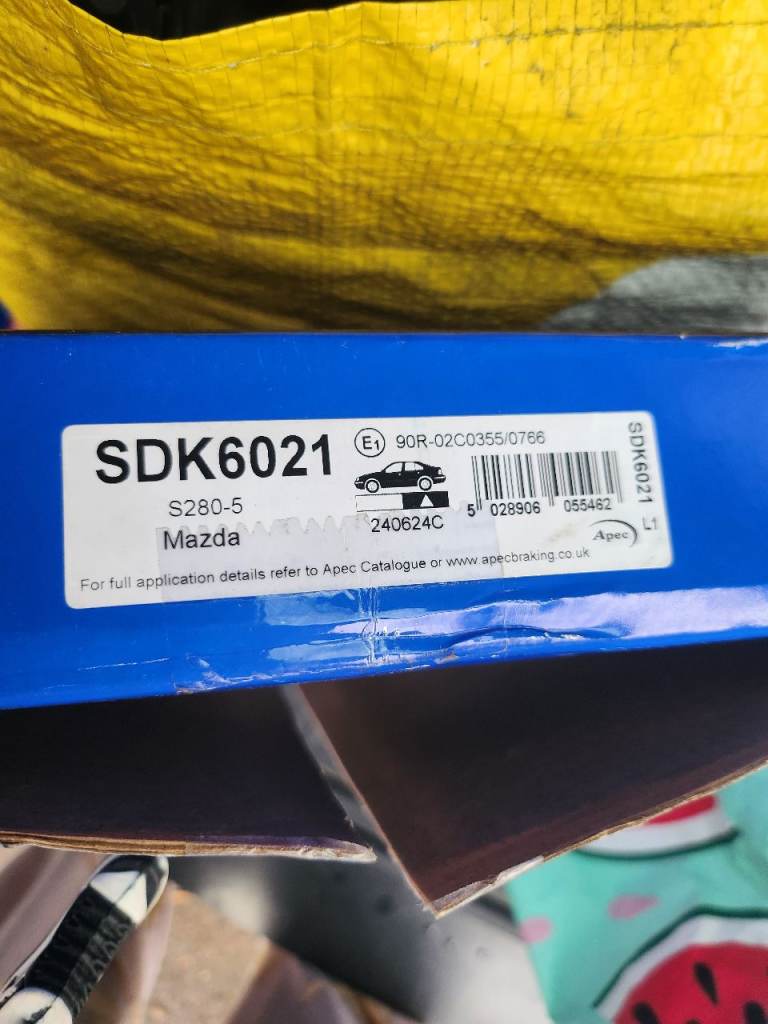 SDK6021
E1 90R-02C0355/0766
S280-5
Mazda
240624C
5 028906 055462
SDK6021
Apec
L1
For full application details refer to Apec Catalogue or www.apecbraking.co.uk